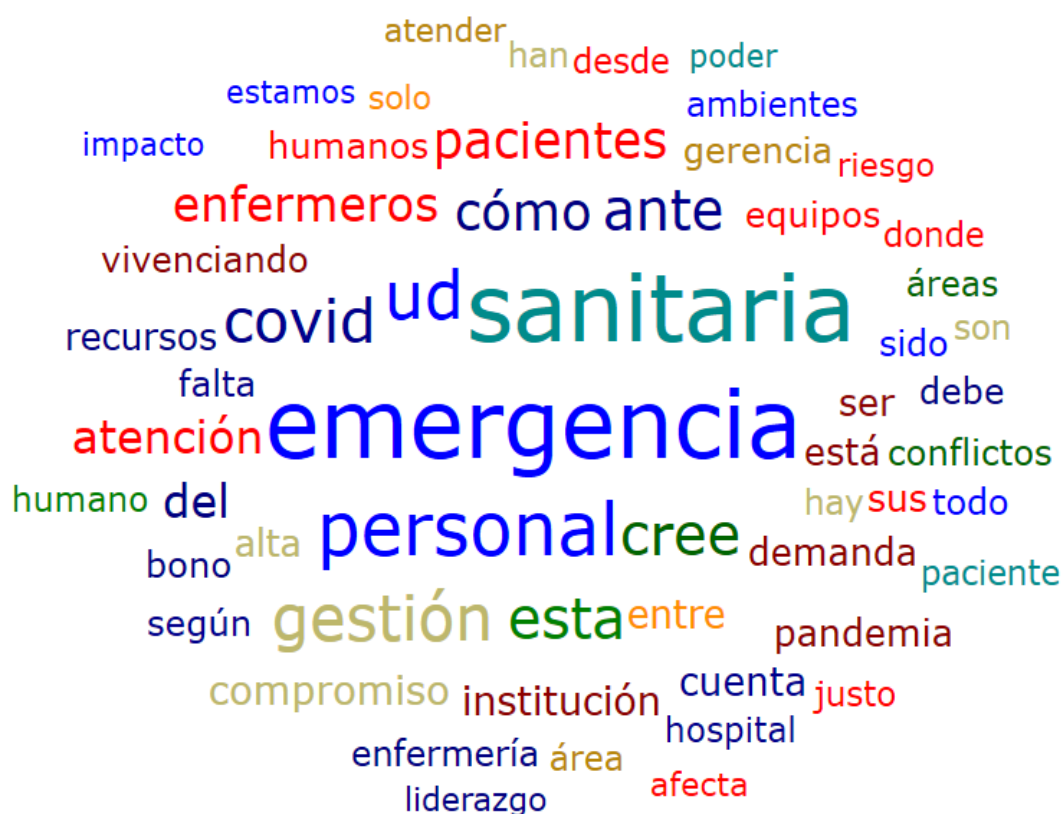 atender
han desde poder
estamos solo ambientes
impacto humanos pacientes gerencia riesgo
enfermeros cómo ante equipos donde
vivenciando áreas
recursos covid ud sanitaria sido son
falta ser debe
atención emergencia está conflictos
humano del hay sus todo
bono alta personal cree demanda paciente
según gestión esta entre pandemia
compromiso institución cuenta justo
enfermería área hospital
liderazgo afecta